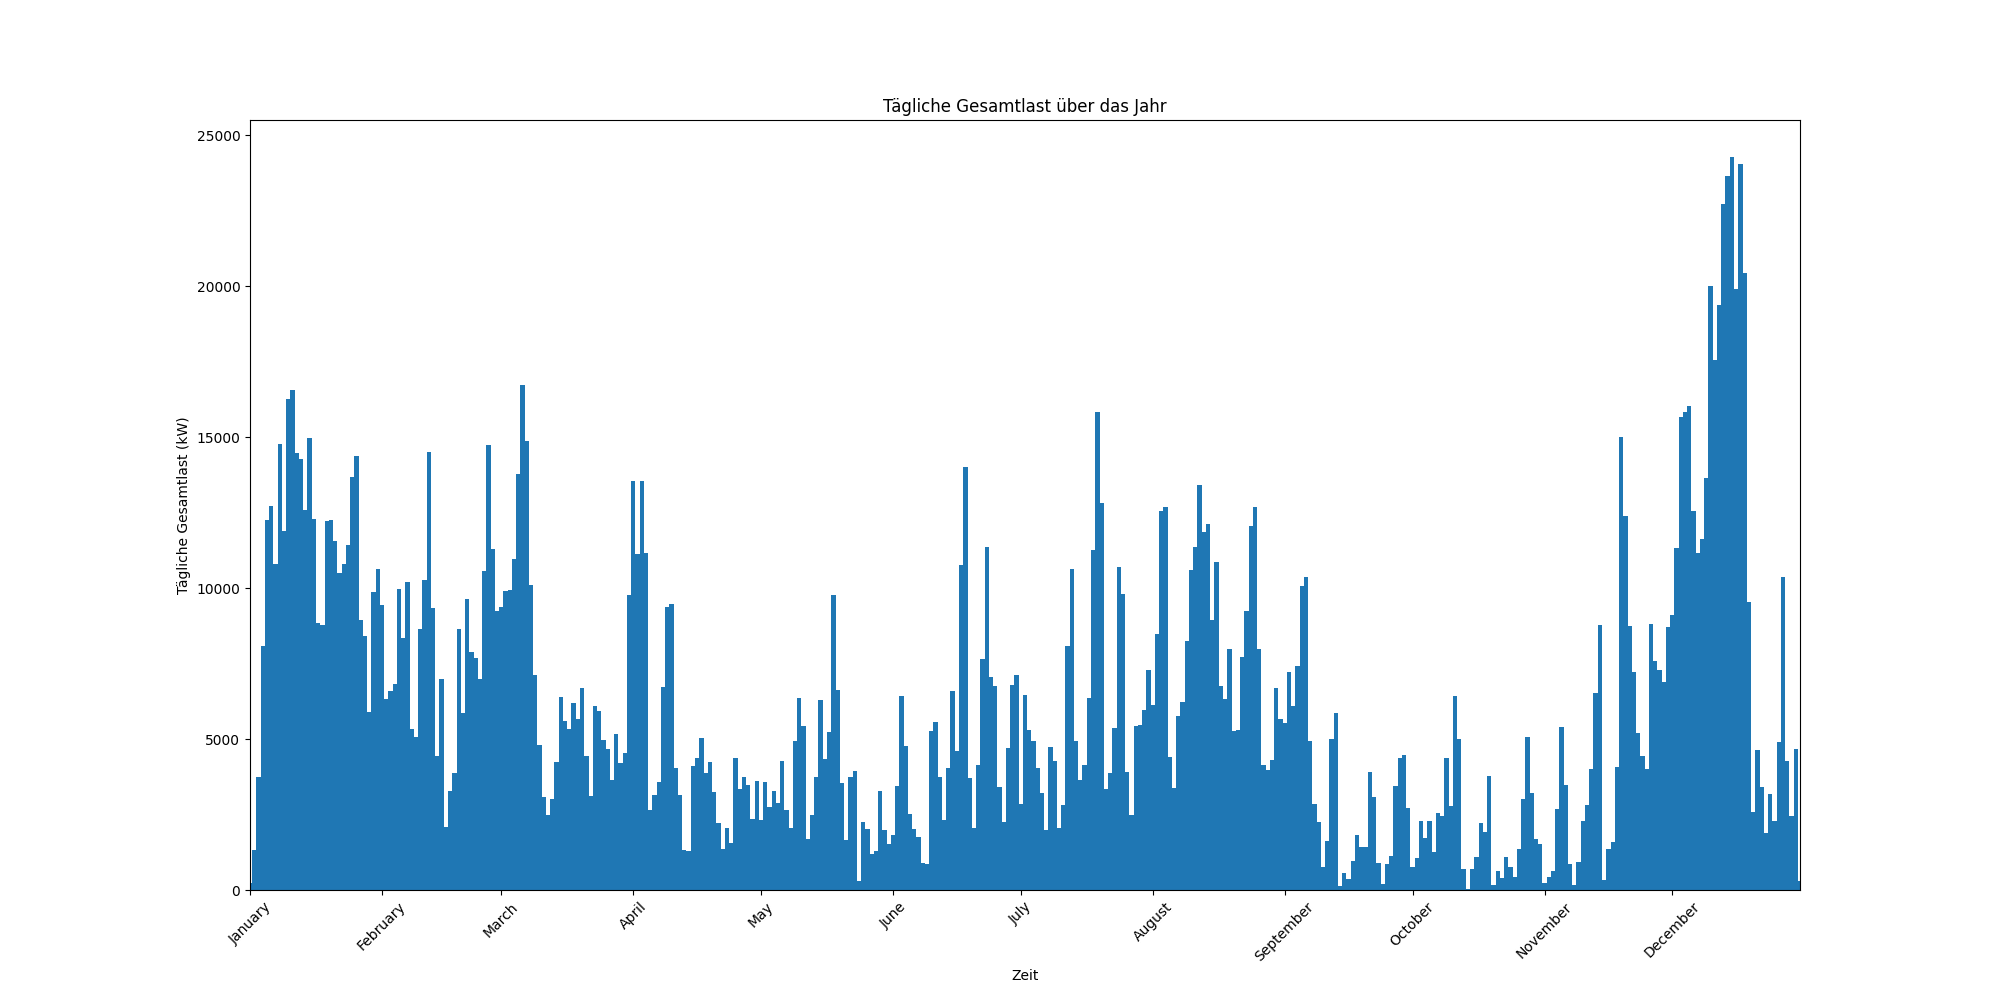 Tägliche Gesamtlast über das Jahr
Tägliche Gesamtlast (kW)
25000
20000
15000
10000
5000
0
January
February
March
April
May
June
July
August
September
October
November
December
Zeit